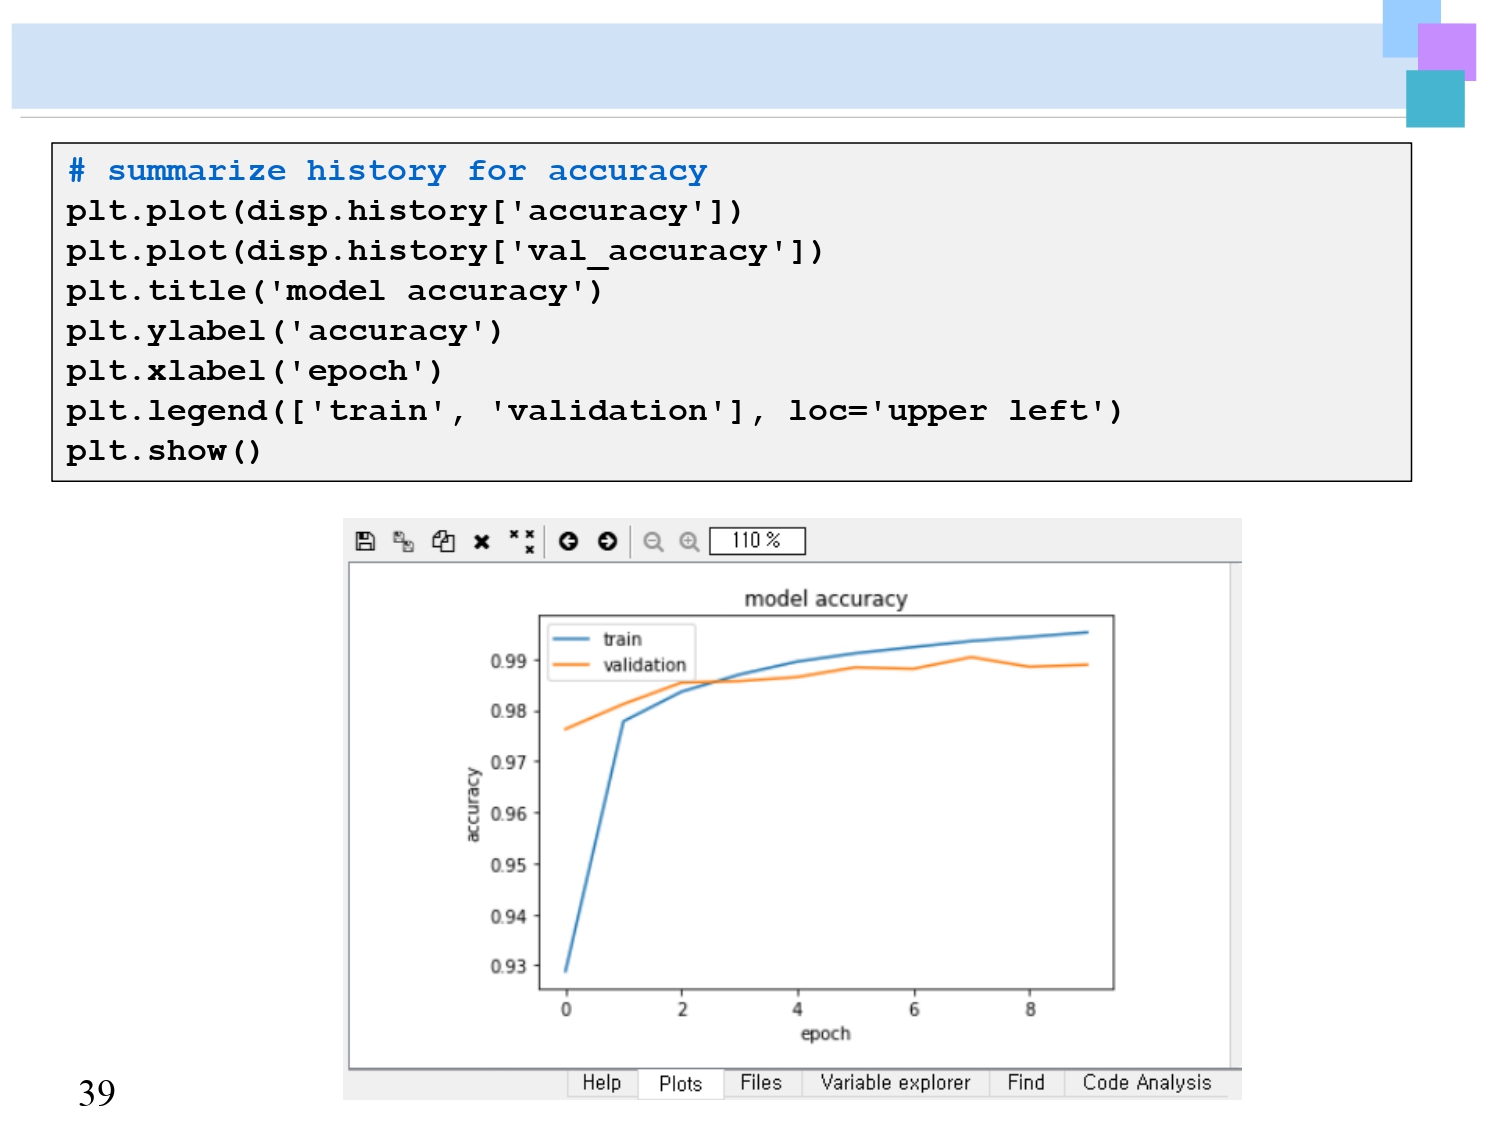 # summarize history for accuracy
plt.plot(disp.history['accuracy'])
plt.plot(disp.history['val_accuracy'])
plt.title('model accuracy')
plt.ylabel('accuracy')
plt.xlabel('epoch')
plt.legend(['train', 'validation'], loc='upper left')
plt.show()
110 %
model accuracy
train
validation
0.99
0.98
0.97
0.96
0.95
0.94
0.93
accuracy
0 2 4 6 8
epoch
Help Plots Files Variable explorer Find Code Analysis
39